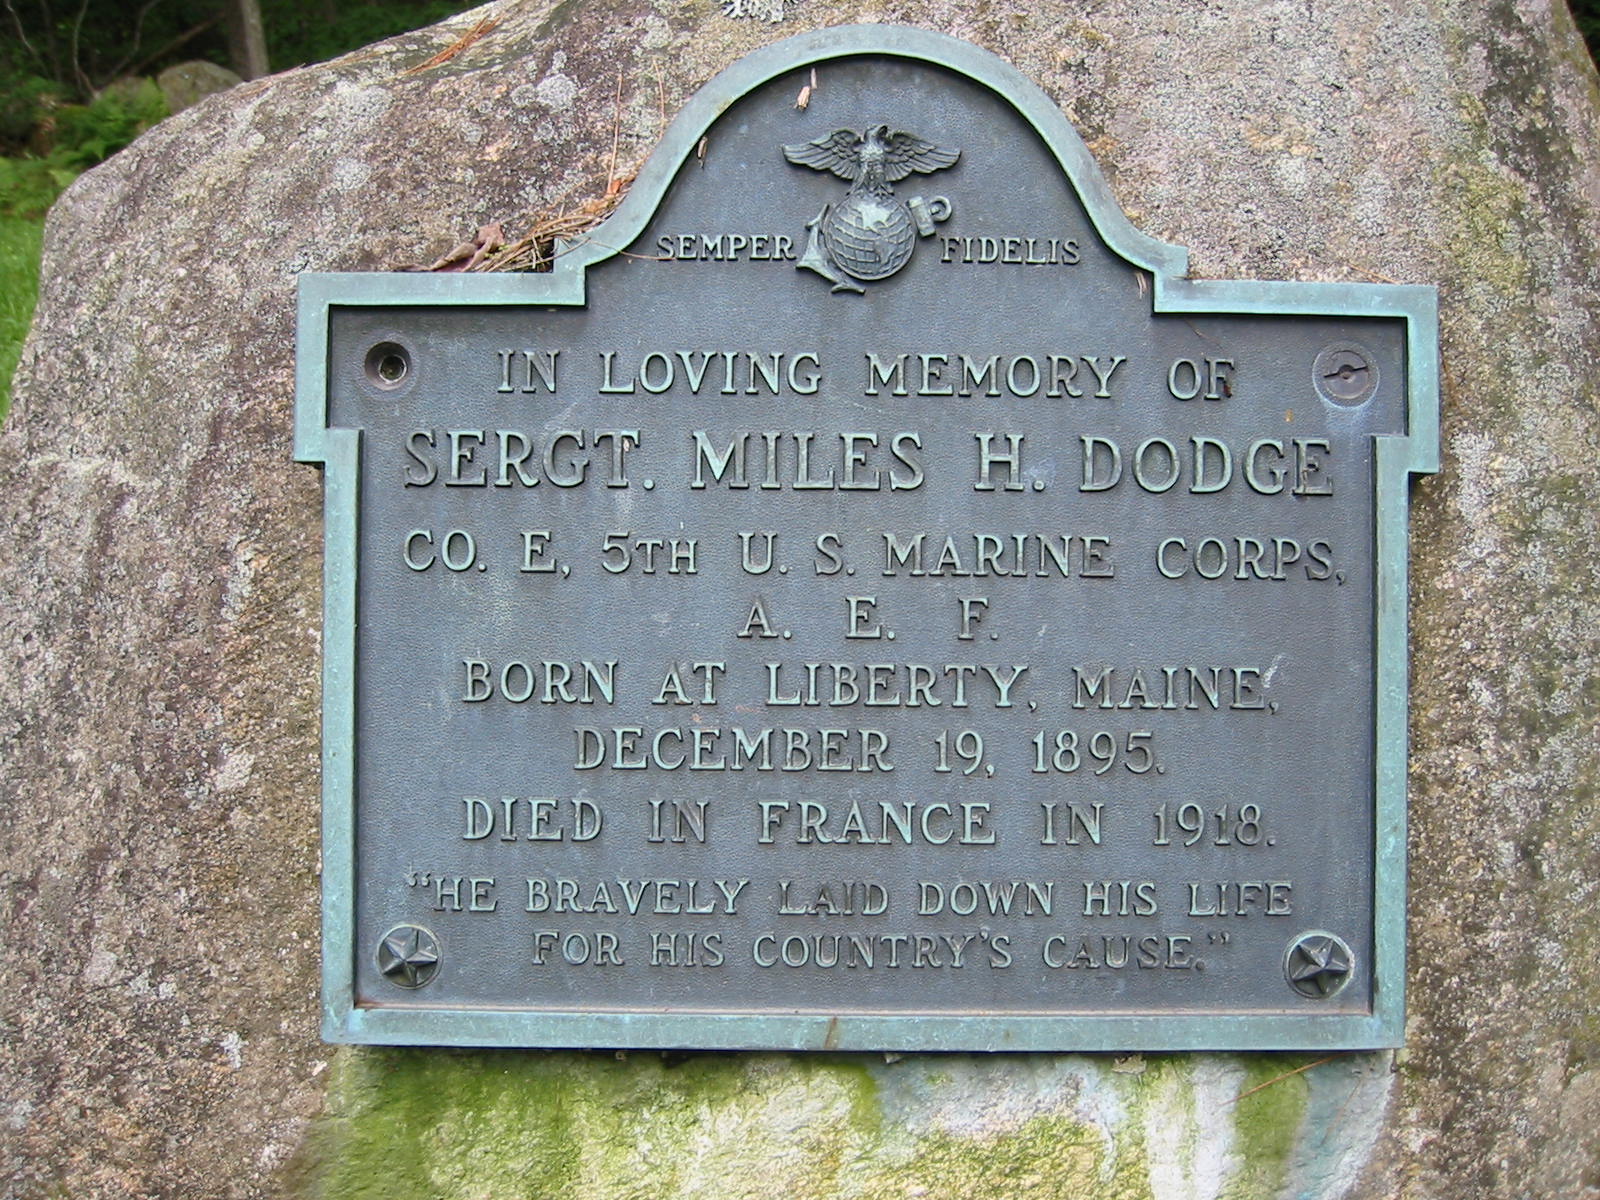 SEMPER FIDELIS
IN LOVING MEMORY OF
SERGT. MILES H. DODGE
CO. E, 5TH U. S. MARINE CORPS,
A. E. F.
BORN AT LIBERTY, MAINE,
DECEMBER 19, 1895.
DIED IN FRANCE IN 1918.
"HE BRAVELY LAID DOWN HIS LIFE
FOR HIS COUNTRY'S CAUSE."